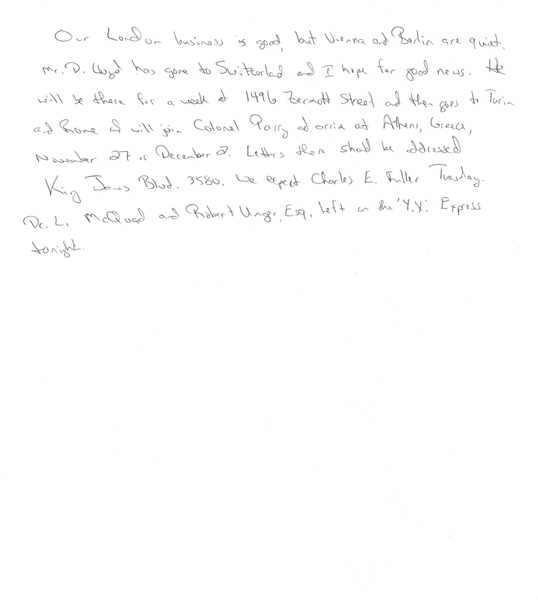 Our London business is good, but Vienna and Berlin are quiet.
Mr. D. Lloyd has gone to Switzerland and I hope for good news. He
will be there for a week at 1496 Zermott Street and then goes to Turin
and Rome and will join Colonel Parry and arrive at Athens, Greece,
November 27 or December 2. Letters there should be addressed
King James Blvd. 3580. We expect Charles E. Fuller Tuesday.
Dr. L. McQuad and Robert Unger, Esq. left on the 'Y.Y.' Express
tonight.